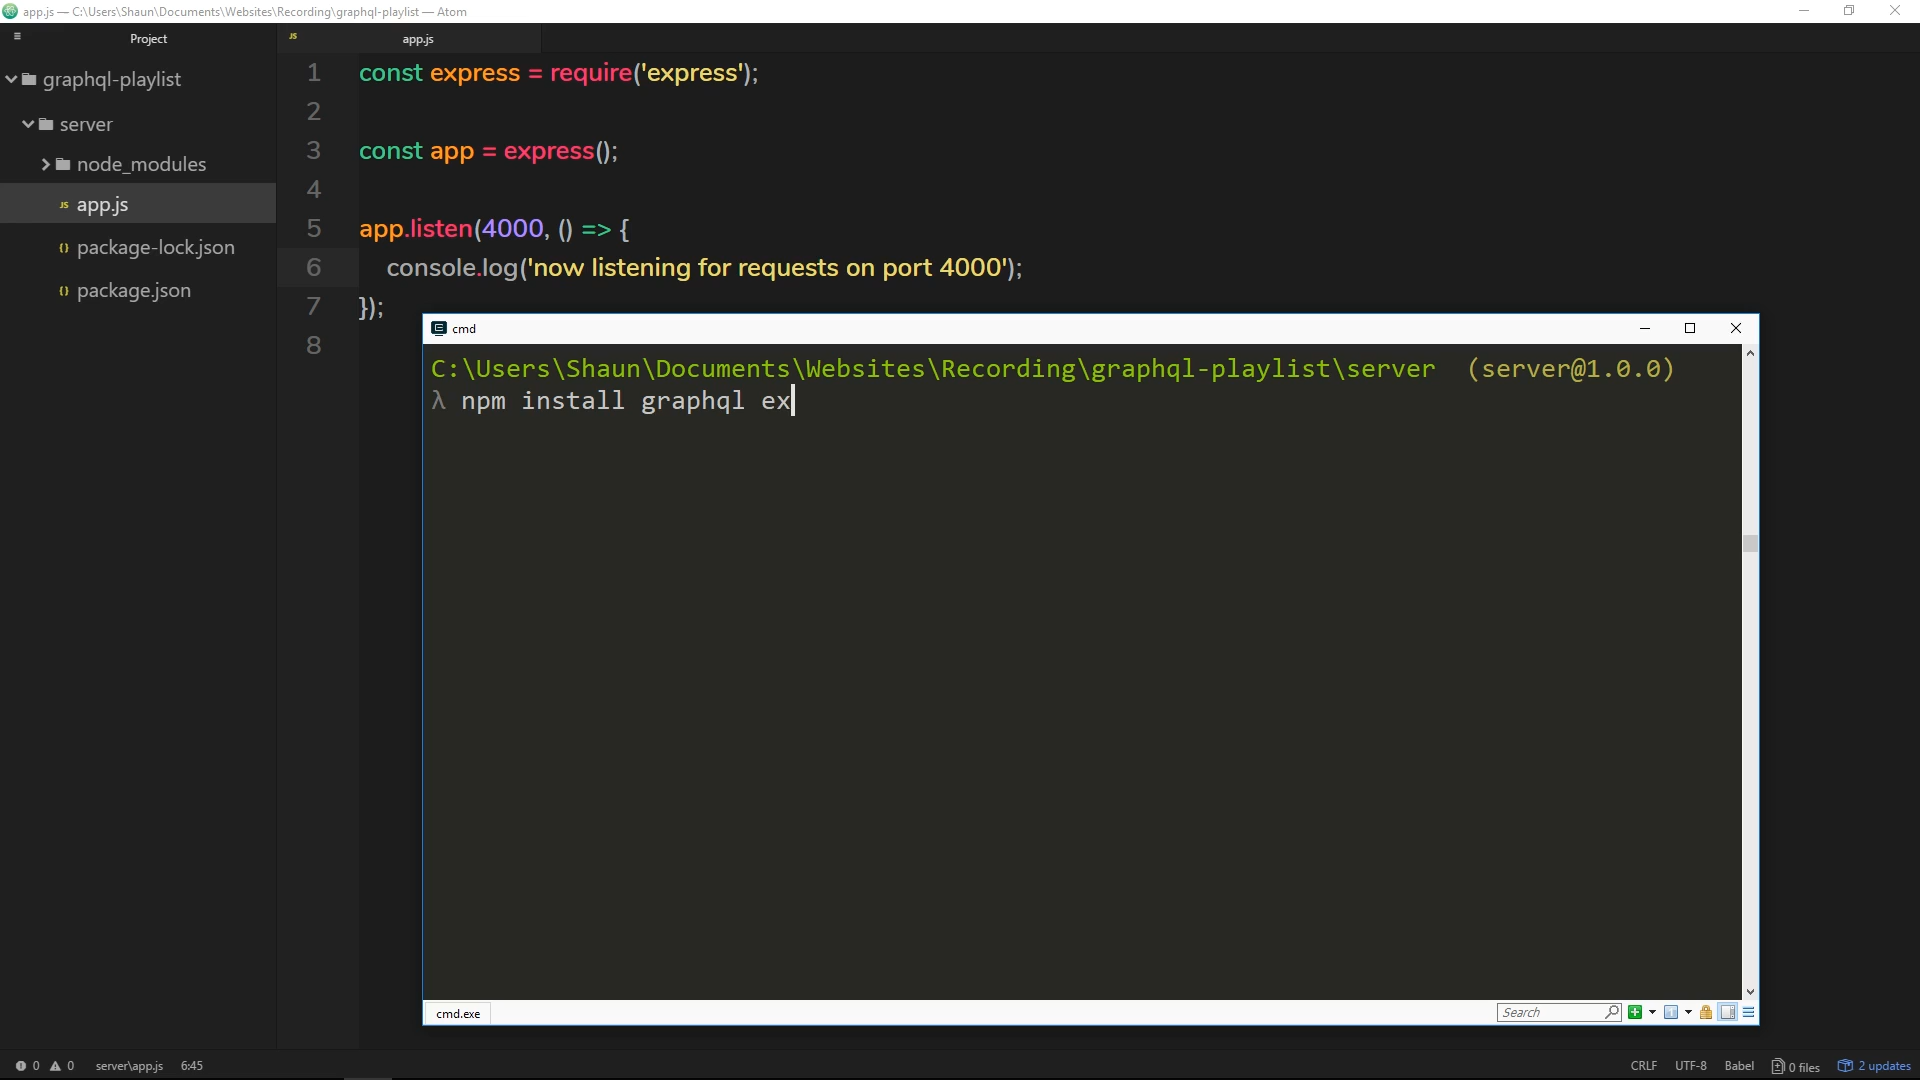 app.js — C:\Users\Shaun\Documents\Websites\Recording\graphql-playlist — Atom
Project
graphql-playlist
server
node_modules
JS app.js
{} package-lock.json
{} package.json
JS app.js
1 const express = require('express');
2
3 const app = express();
4
5 app.listen(4000, () => {
6 console.log('now listening for requests on port 4000');
7 });
8
cmd
C:\Users\Shaun\Documents\Websites\Recording\graphql-playlist\server (server@1.0.0)
λ npm install graphql ex
cmd.exe
Search
0 0 server\app.js 6:45
CRLF UTF-8 Babel 0 files 2 updates